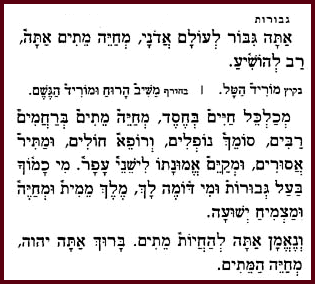 גבורות
אַתָּה גִּבּוֹר לְעוֹלָם אֲדֹנָי, מְחַיֵּה מֵתִים אַתָּה,
רַב לְהוֹשִׁיעַ.
בקיץ מוֹרִיד הַטָּל. | בחורף מַשִּׁיב הָרוּחַ וּמוֹרִיד הַגֶּשֶׁם.
מְכַלְכֵּל חַיִּים בְּחֶסֶד, מְחַיֵּה מֵתִים בְּרַחֲמִים
רַבִּים, סוֹמֵךְ נוֹפְלִים, וְרוֹפֵא חוֹלִים, וּמַתִּיר
אֲסוּרִים, וּמְקַיֵּם אֱמוּנָתוֹ לִישֵׁנֵי עָפָר. מִי כָמוֹךָ
בַּעַל גְּבוּרוֹת וּמִי דּוֹמֶה לָּךְ, מֶלֶךְ מֵמִית וּמְחַיֶּה
וּמַצְמִיחַ יְשׁוּעָה.
וְנֶאֱמָן אַתָּה לְהַחֲיוֹת מֵתִים. בָּרוּךְ אַתָּה יהוה,
מְחַיֵּה הַמֵּתִים.